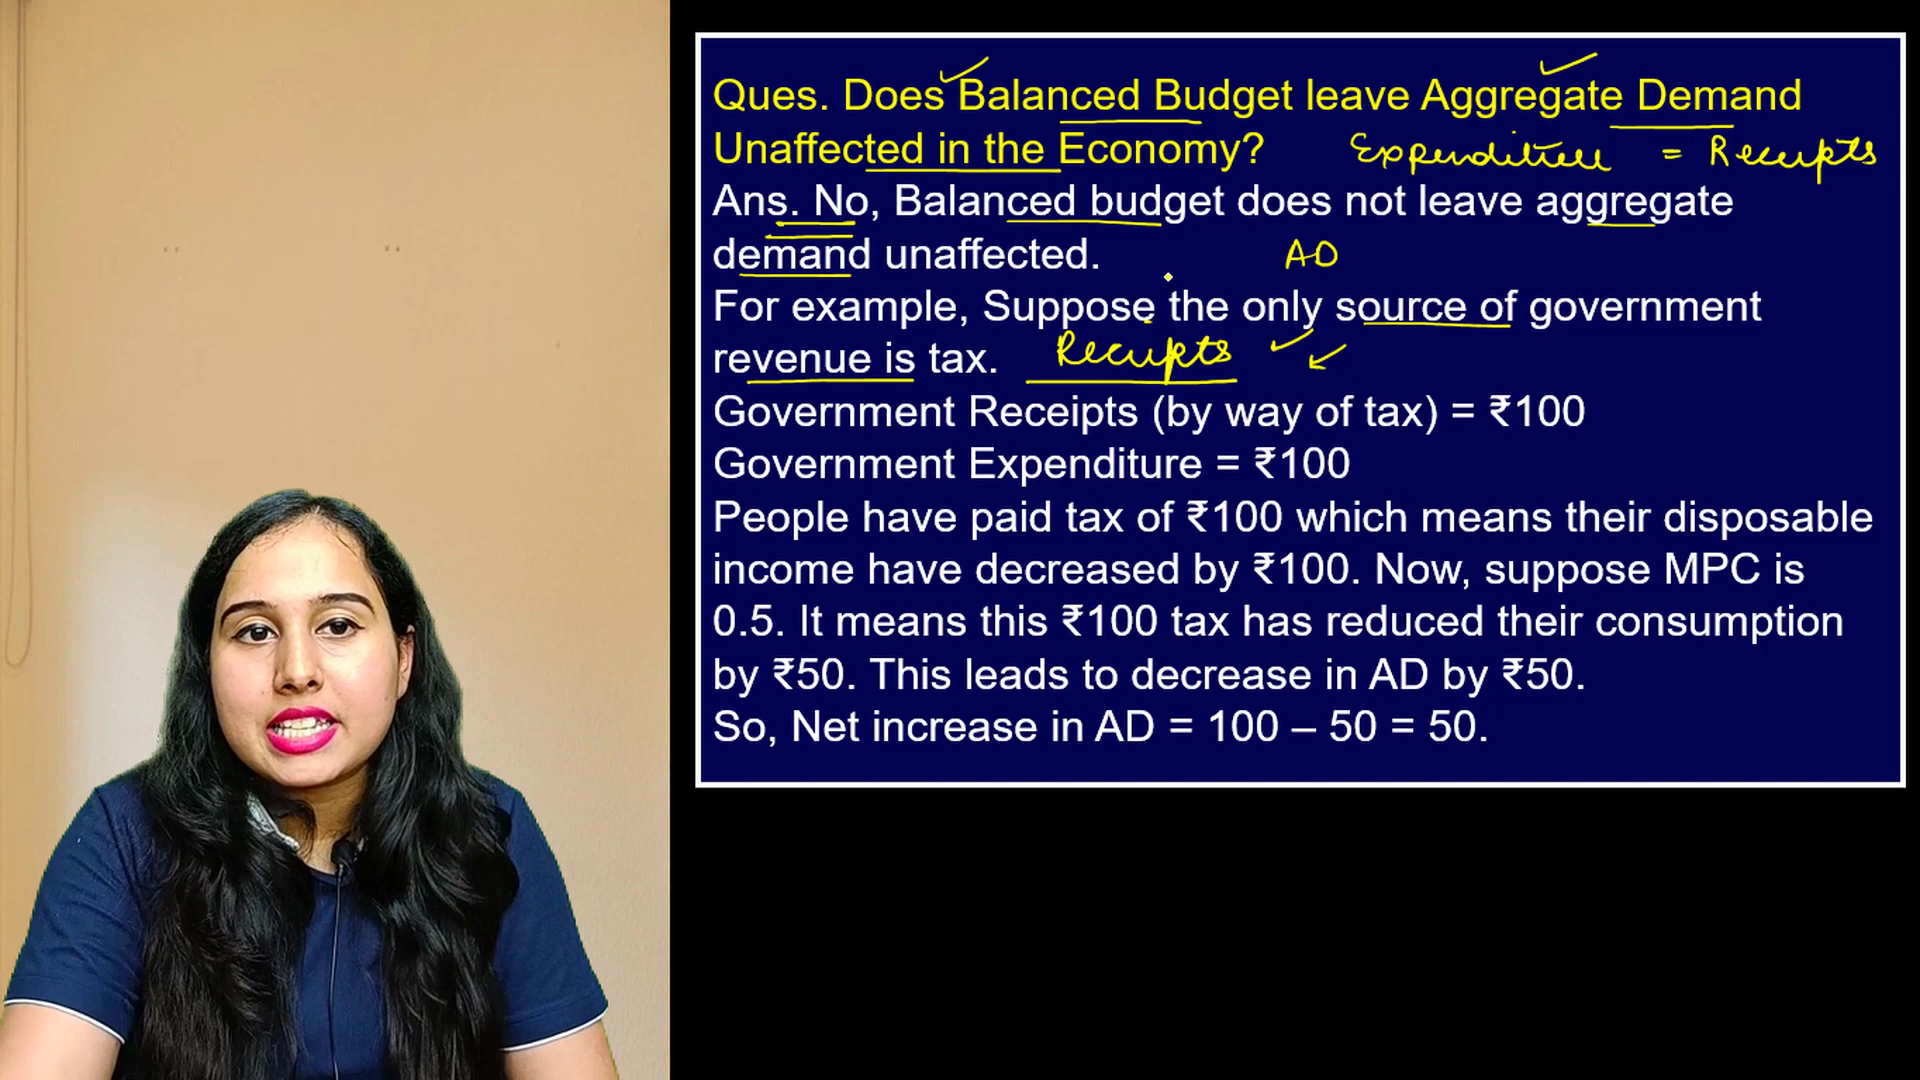 Ques. Does Balanced Budget leave Aggregate Demand
Unaffected in the Economy? Expenditure = Receipts
Ans. No, Balanced budget does not leave aggregate
demand unaffected. AD
For example, Suppose the only source of government
revenue is tax. Receipts
Government Receipts (by way of tax) = ₹100
Government Expenditure = ₹100
People have paid tax of ₹100 which means their disposable
income have decreased by ₹100. Now, suppose MPC is
0.5. It means this ₹100 tax has reduced their consumption
by ₹50. This leads to decrease in AD by ₹50.
So, Net increase in AD = 100 – 50 = 50.